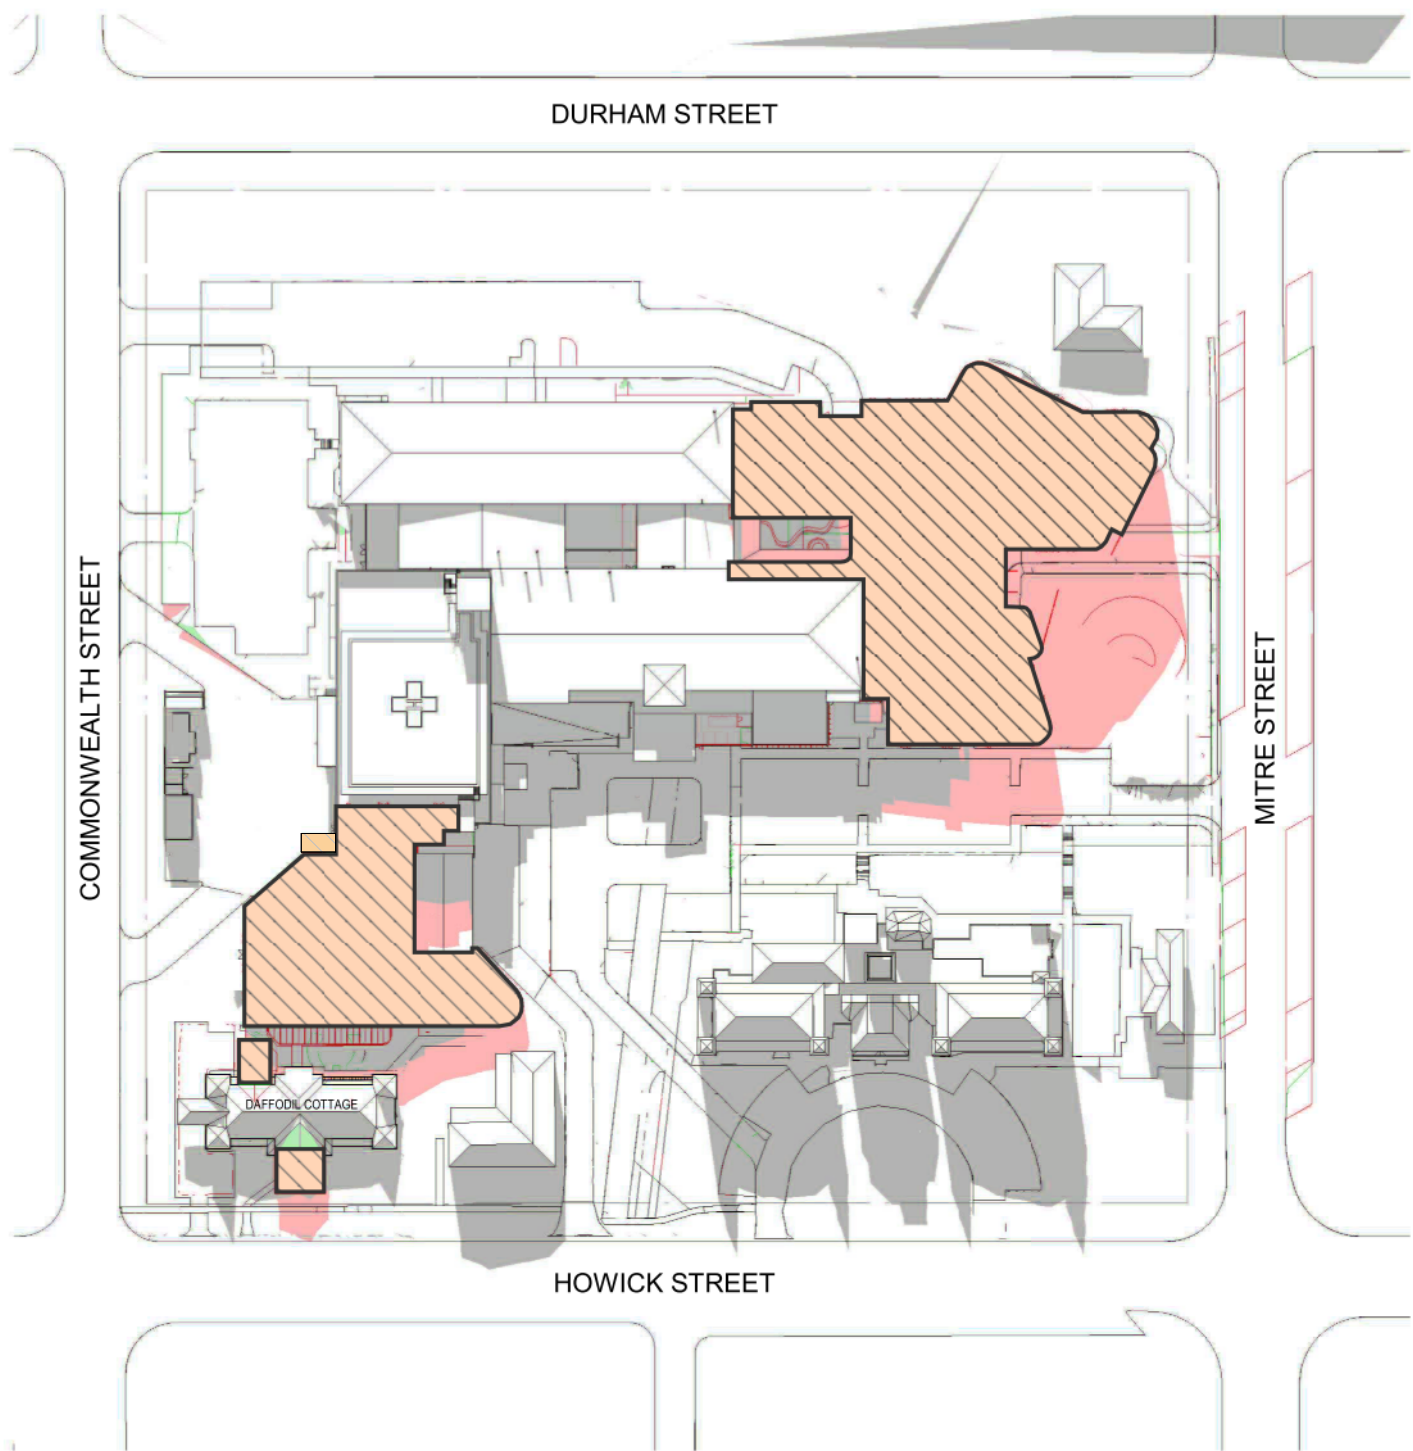 DURHAM STREET
COMMONWEALTH STREET
MITRE STREET
DAFFODIL COTTAGE
HOWICK STREET